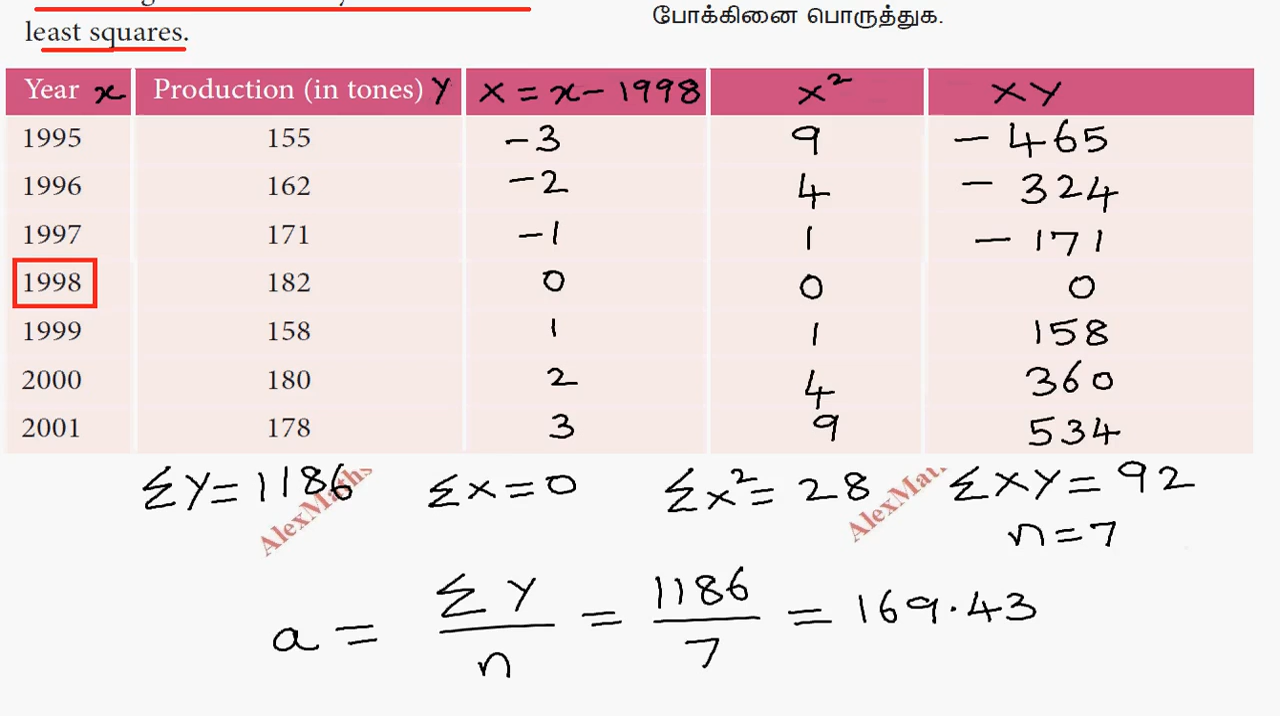 least squares.
போக்கினை பொருத்துக.
Year x Production (in tones) Y X = x - 1998 X² XY
1995 155 -3 9 - 465
1996 162 -2 4 - 324
1997 171 -1 1 - 171
1998 182 0 0 0
1999 158 1 1 158
2000 180 2 4 360
2001 178 3 9 534
ΣY = 1186 ΣX = 0 ΣX² = 28 ΣXY = 92
AlexMaths AlexMat
n = 7
a = ΣY/n = 1186/7 = 169.43